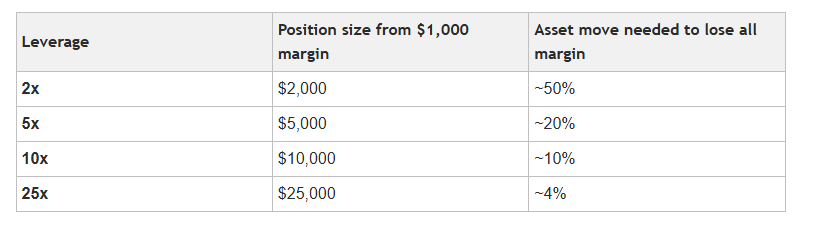 Leverage
Position size from $1,000
margin
Asset move needed to lose all
margin
2x
$2,000
~50%
5x
$5,000
~20%
10x
$10,000
~10%
25x
$25,000
~4%